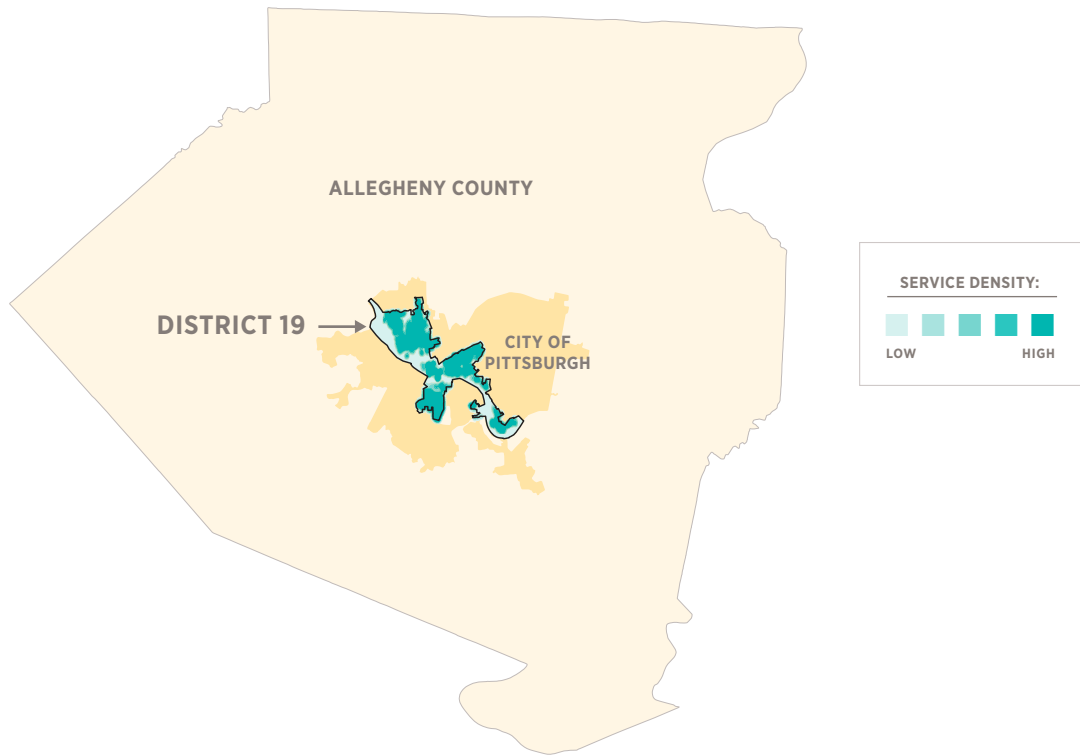 ALLEGHENY COUNTY
DISTRICT 19
CITY OF
PITTSBURGH
SERVICE DENSITY:
LOW HIGH